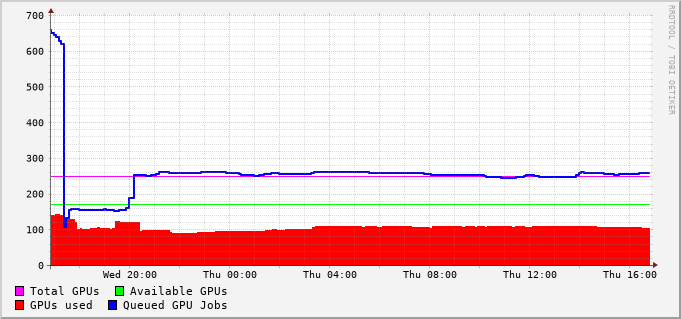 700
600
500
400
300
200
100
0
Wed 20:00 Thu 00:00 Thu 04:00 Thu 08:00 Thu 12:00 Thu 16:00
Total GPUs Available GPUs
GPUs used Queued GPU Jobs
RRDTOOL / TOBI OETIKER